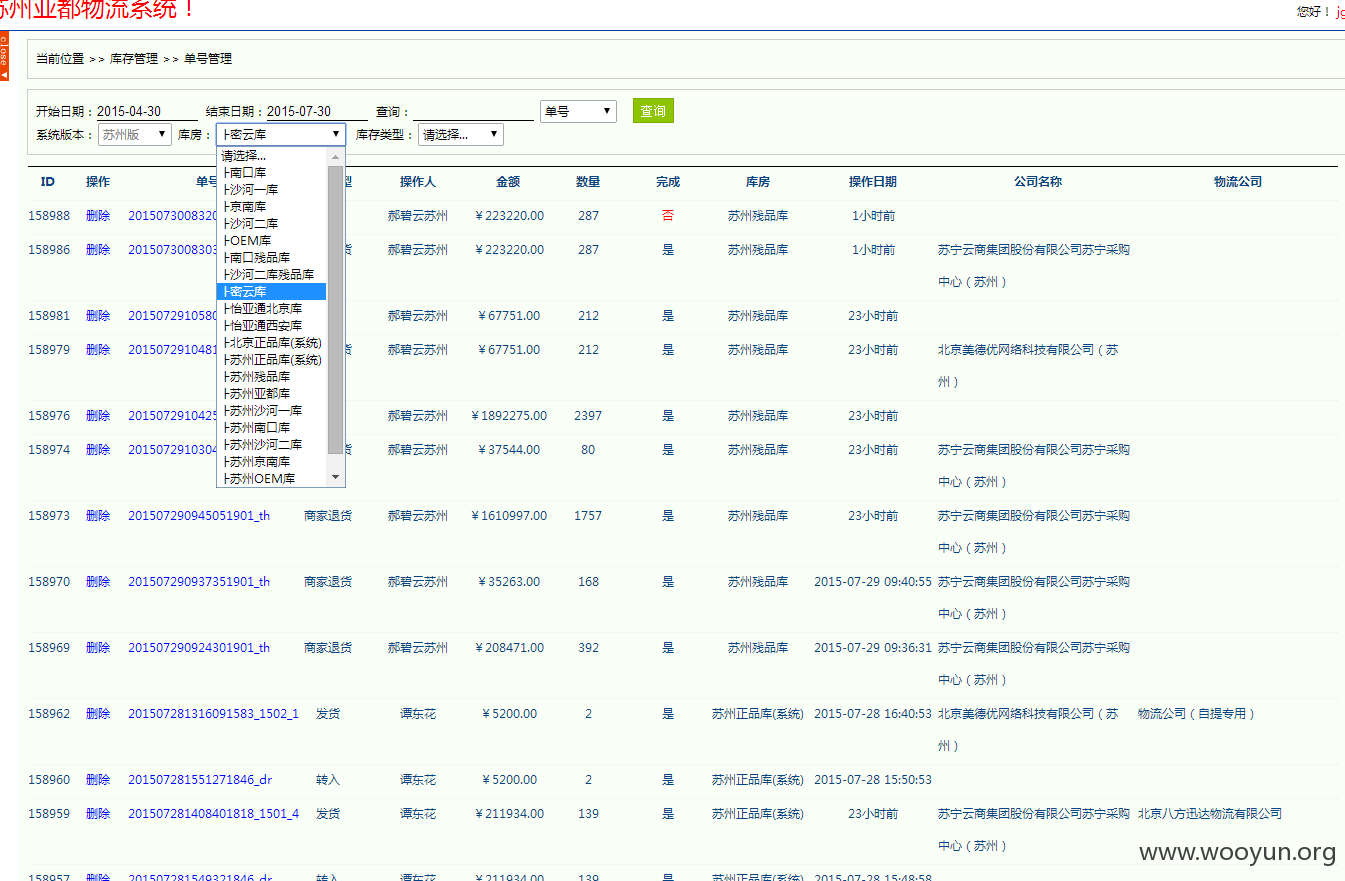 苏州亚都物流系统！
您好！ jg
close
当前位置 >> 库存管理 >> 单号管理
开始日期：2015-04-30 结束日期：2015-07-30 查询： 单号 查询
系统版本： 苏州版 库房： ├密云库 库存类型： 请选择...
请选择...
├南口库
├沙河一库
├京南库
├沙河二库
├OEM库
├南口残品库
├沙河二库残品库
├密云库
├怡亚通北京库
├怡亚通西安库
├北京正品库(系统)
├苏州正品库(系统)
├苏州残品库
├苏州亚都库
├苏州沙河一库
├苏州南口库
├苏州沙河二库
├苏州京南库
├苏州OEM库
ID 操作 单号 型 操作人 金额 数量 完成 库房 操作日期 公司名称 物流公司
158988 删除 2015073008320 郝碧云苏州 ￥223220.00 287 否 苏州残品库 1小时前
158986 删除 2015073008303 货 郝碧云苏州 ￥223220.00 287 是 苏州残品库 1小时前 苏宁云商集团股份有限公司苏宁采购
中心（苏州）
158981 删除 2015072910580 郝碧云苏州 ￥67751.00 212 是 苏州残品库 23小时前
158979 删除 2015072910481 货 郝碧云苏州 ￥67751.00 212 是 苏州残品库 23小时前 北京美德优网络科技有限公司（苏
州）
158976 删除 2015072910425 郝碧云苏州 ￥1892275.00 2397 是 苏州残品库 23小时前
158974 删除 2015072910304 货 郝碧云苏州 ￥37544.00 80 是 苏州残品库 23小时前 苏宁云商集团股份有限公司苏宁采购
中心（苏州）
158973 删除 201507290945051901_th 商家退货 郝碧云苏州 ￥1610997.00 1757 是 苏州残品库 23小时前 苏宁云商集团股份有限公司苏宁采购
中心（苏州）
158970 删除 201507290937351901_th 商家退货 郝碧云苏州 ￥35263.00 168 是 苏州残品库 2015-07-29 09:40:55 苏宁云商集团股份有限公司苏宁采购
中心（苏州）
158969 删除 201507290924301901_th 商家退货 郝碧云苏州 ￥208471.00 392 是 苏州残品库 2015-07-29 09:36:31 苏宁云商集团股份有限公司苏宁采购
中心（苏州）
158962 删除 201507281316091583_1502_1 发货 谭东花 ￥5200.00 2 是 苏州正品库(系统) 2015-07-28 16:40:53 北京美德优网络科技有限公司（苏 物流公司（自提专用）
州）
158960 删除 201507281551271846_dr 转入 谭东花 ￥5200.00 2 是 苏州正品库(系统) 2015-07-28 15:50:53
158959 删除 201507281408401818_1501_4 发货 谭东花 ￥211934.00 139 是 苏州正品库(系统) 23小时前 苏宁云商集团股份有限公司苏宁采购 北京八方迅达物流有限公司
中心（苏州）
158957 删除 201507281549321846_dr 转入 谭东花 ￥211934.00 139 是 苏州正品库(系统) 2015-07-28 15:48:58
www.wooyun.org